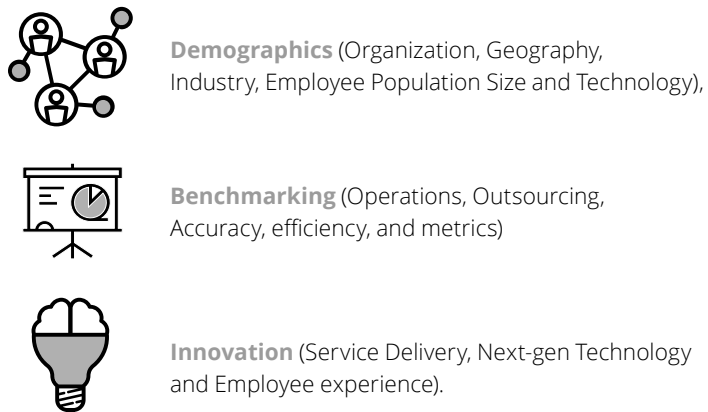 Demographics (Organization, Geography,
Industry, Employee Population Size and Technology),
Benchmarking (Operations, Outsourcing,
Accuracy, efficiency, and metrics)
Innovation (Service Delivery, Next-gen Technology
and Employee experience).